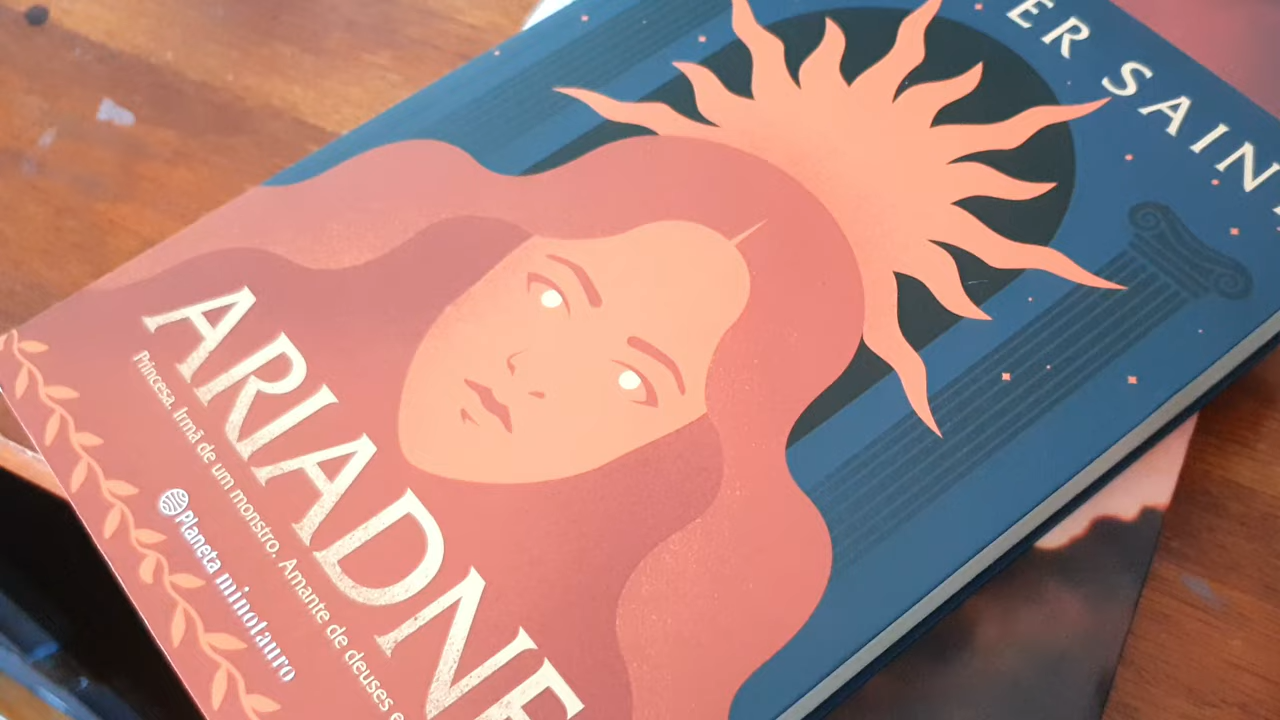 ER SAIN
ARIADNE
Princesa. Irmã de um monstro. Amante de deuses e
Planeta minotauro